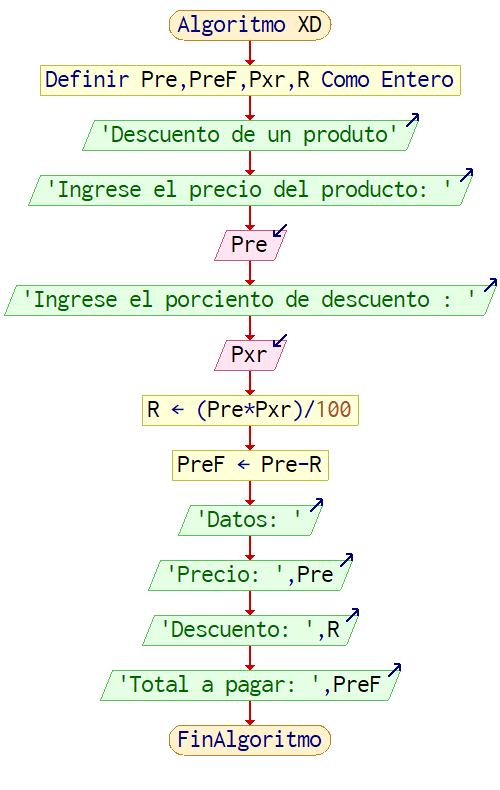 Algoritmo XD
Definir Pre,PreF,Pxr,R Como Entero
'Descuento de un produto'
'Ingrese el precio del producto: '
Pre
'Ingrese el porciento de descuento : '
Pxr
R ← (Pre*Pxr)/100
PreF ← Pre-R
'Datos: '
'Precio: ',Pre
'Descuento: ',R
'Total a pagar: ',PreF
FinAlgoritmo